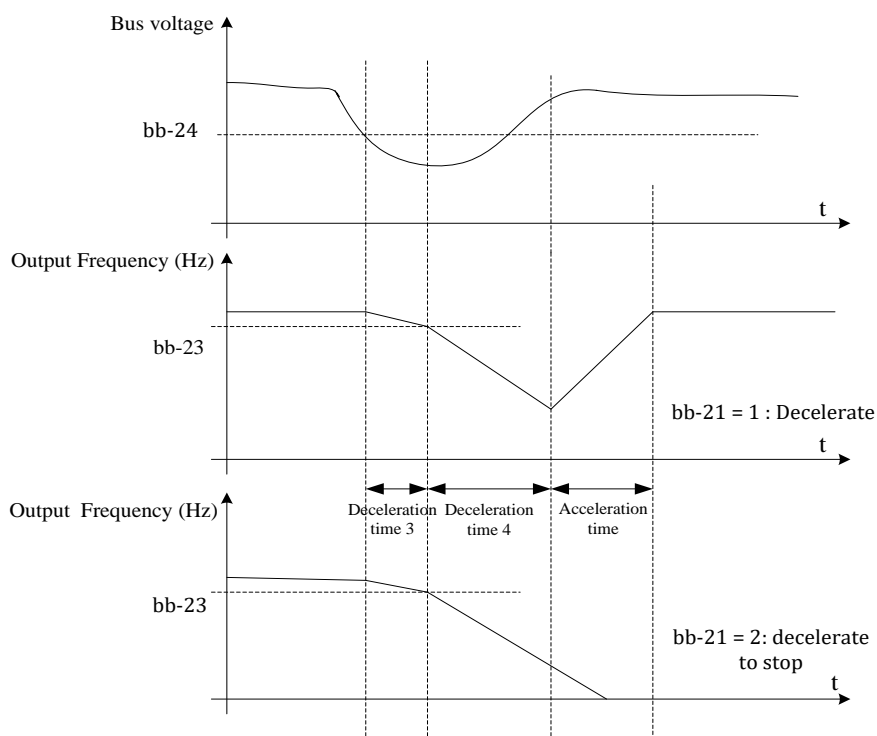 Bus voltage
bb-24
t
Output Frequency (Hz)
bb-23
bb-21 = 1 : Decelerate
t
Deceleration
time 3
Deceleration
time 4
Acceleration
time
Output Frequency (Hz)
bb-23
bb-21 = 2: decelerate
to stop
t